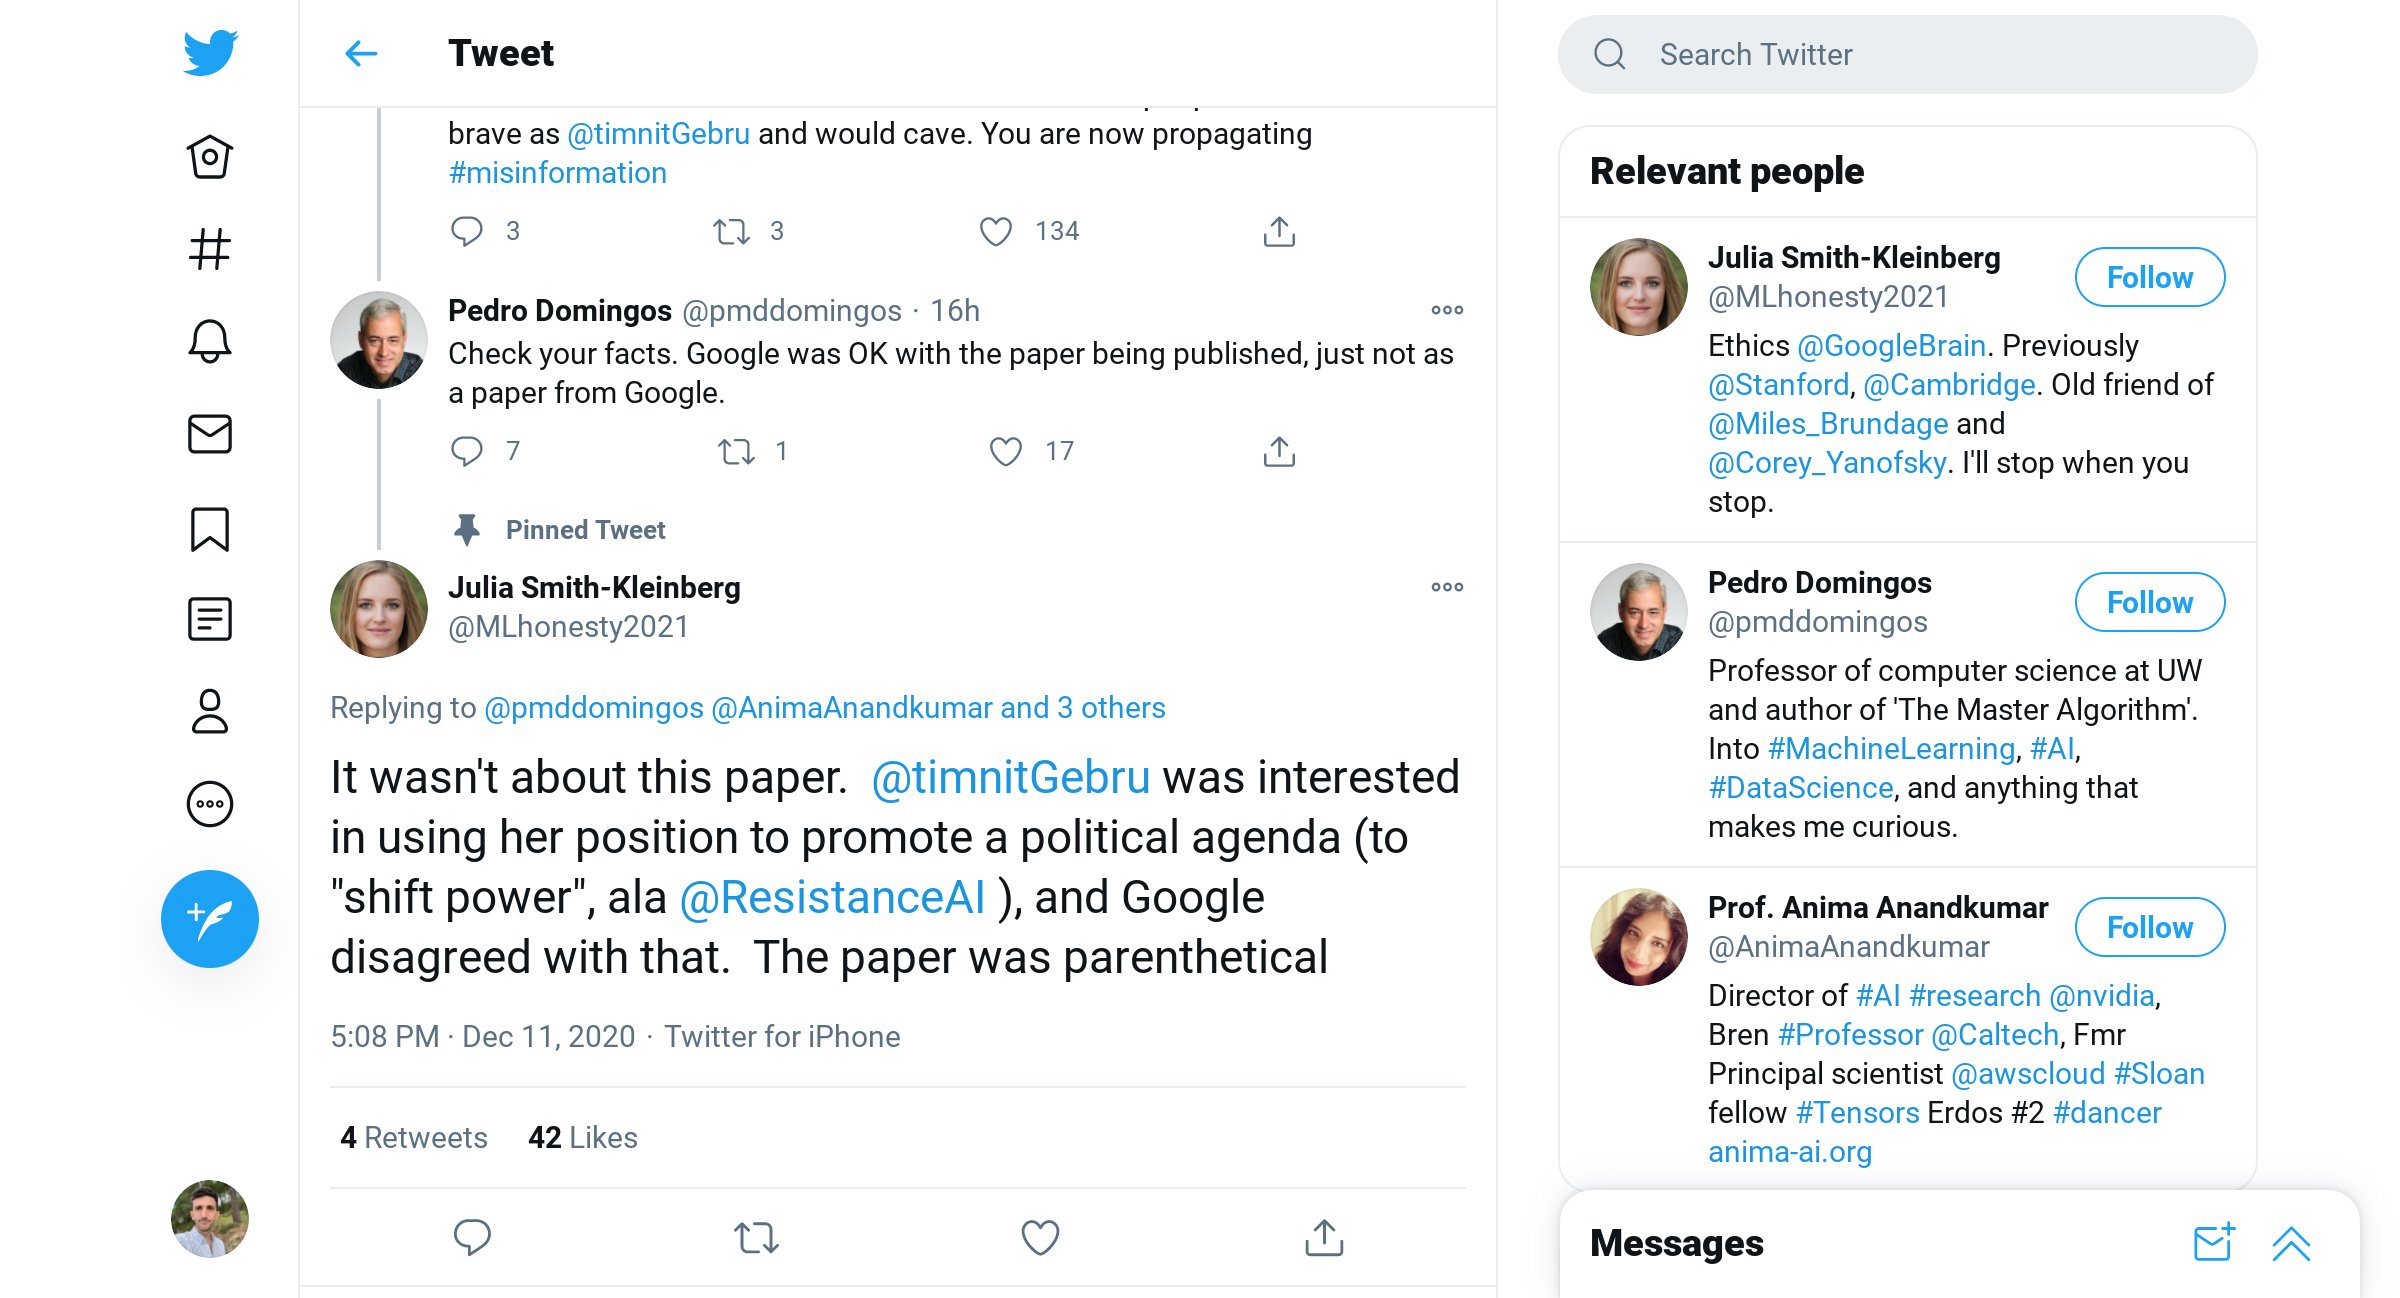 Tweet
Search Twitter
brave as @timnitGebru and would cave. You are now propagating
#misinformation
3 3 134
Pedro Domingos @pmddomingos · 16h
Check your facts. Google was OK with the paper being published, just not as
a paper from Google.
7 1 17
Pinned Tweet
Julia Smith-Kleinberg
@MLhonesty2021
Replying to @pmddomingos @AnimaAnandkumar and 3 others
It wasn't about this paper.  @timnitGebru was interested
in using her position to promote a political agenda (to
"shift power", ala @ResistanceAI ), and Google
disagreed with that.  The paper was parenthetical
5:08 PM · Dec 11, 2020 · Twitter for iPhone
4 Retweets 42 Likes
Relevant people
Julia Smith-Kleinberg
@MLhonesty2021
Follow
Ethics @GoogleBrain. Previously
@Stanford, @Cambridge. Old friend of
@Miles_Brundage and
@Corey_Yanofsky. I'll stop when you
stop.
Pedro Domingos
@pmddomingos
Follow
Professor of computer science at UW
and author of 'The Master Algorithm'.
Into #MachineLearning, #AI,
#DataScience, and anything that
makes me curious.
Prof. Anima Anandkumar
@AnimaAnandkumar
Follow
Director of #AI #research @nvidia,
Bren #Professor @Caltech, Fmr
Principal scientist @awscloud #Sloan
fellow #Tensors Erdos #2 #dancer
anima-ai.org
Messages